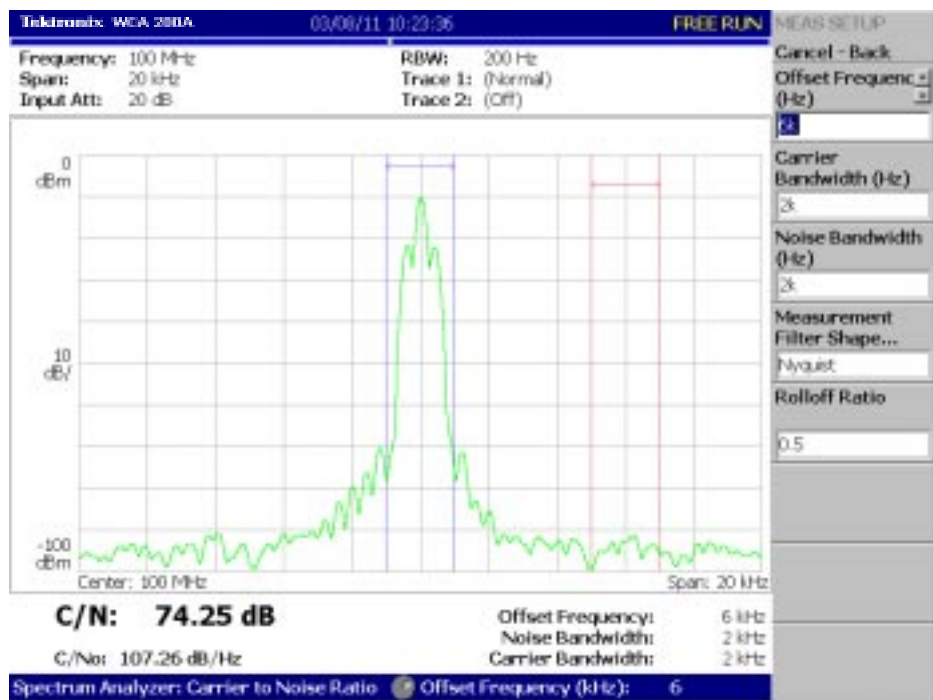 Tektronix WCA 200A 03/08/11 10:23:36 FREE RUN MEAS SETUP
Frequency: 100 MHz RBW: 200 Hz
Span: 20 kHz Trace 1: (Normal)
Input Att: 20 dB Trace 2: (Off)
Cancel - Back
Offset Frequenc
(Hz)
6k
Carrier
Bandwidth (Hz)
2k
Noise Bandwidth
(Hz)
2k
Measurement
Filter Shape...
Nyquist
Rolloff Ratio
0.5
0
dBm
10
dB/
-100
dBm
Center: 100 MHz Span: 20 kHz
C/N: 74.25 dB
C/No: 107.26 dB/Hz
Offset Frequency: 6 kHz
Noise Bandwidth: 2 kHz
Carrier Bandwidth: 2 kHz
Spectrum Analyzer: Carrier to Noise Ratio Offset Frequency (kHz): 6